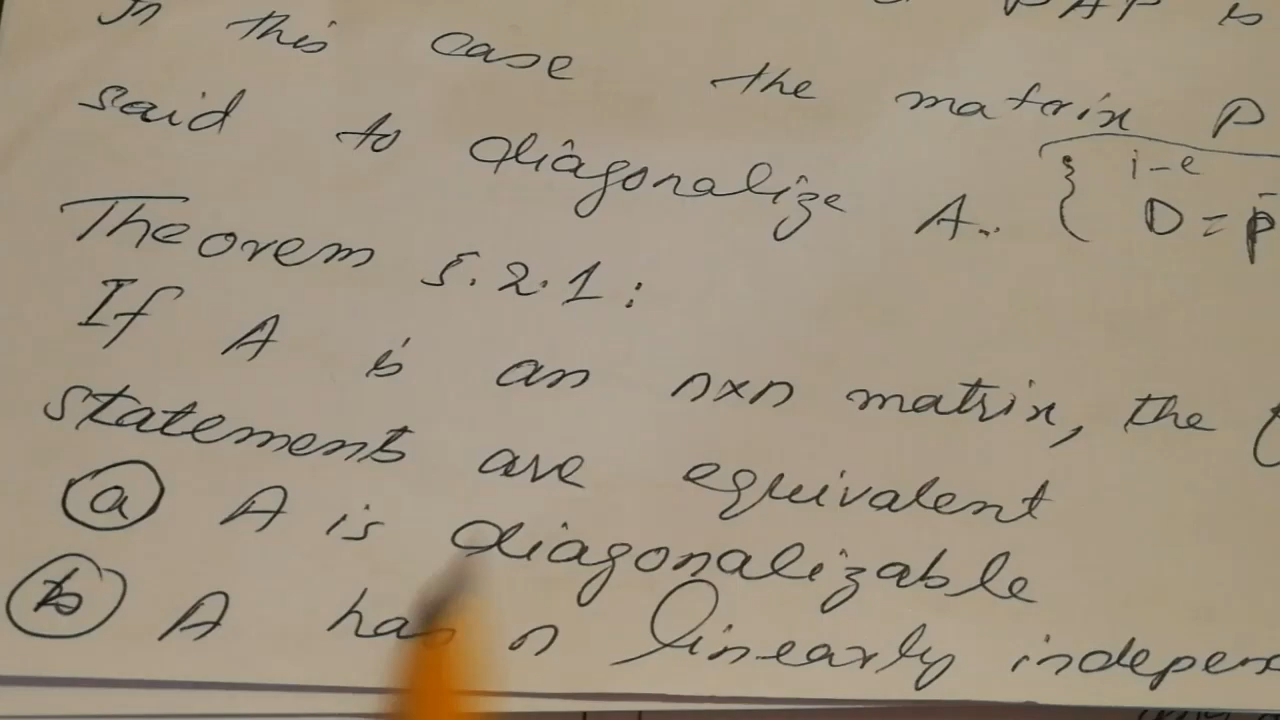 In this case the matrix P
said to diagonalize A. { i-e
D = P
Theorem 5.2.1:
If A is an nxn matrix, the
statements are equivalent
(a) A is diagonalizable
(b) A has n linearly indepen